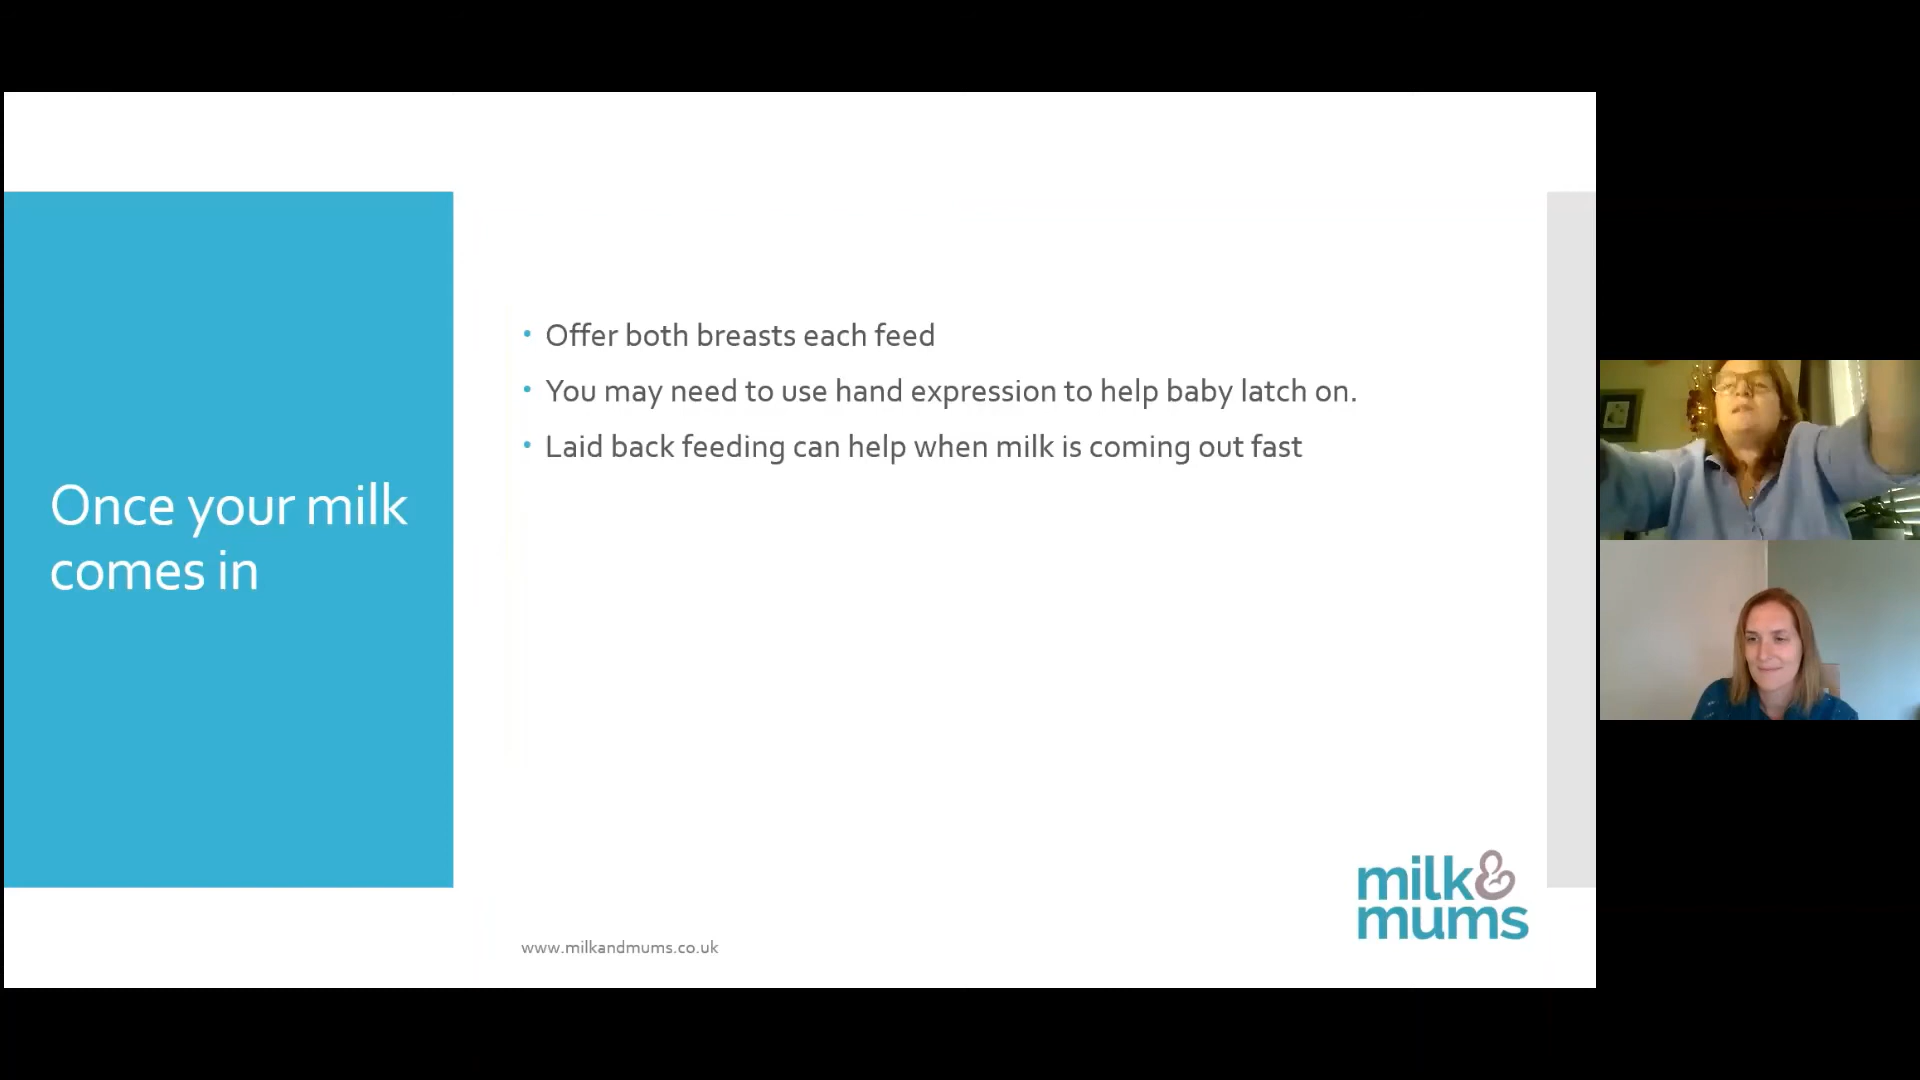 Once your milk
comes in
• Offer both breasts each feed
• You may need to use hand expression to help baby latch on.
• Laid back feeding can help when milk is coming out fast
www.milkandmums.co.uk
milk&
mums